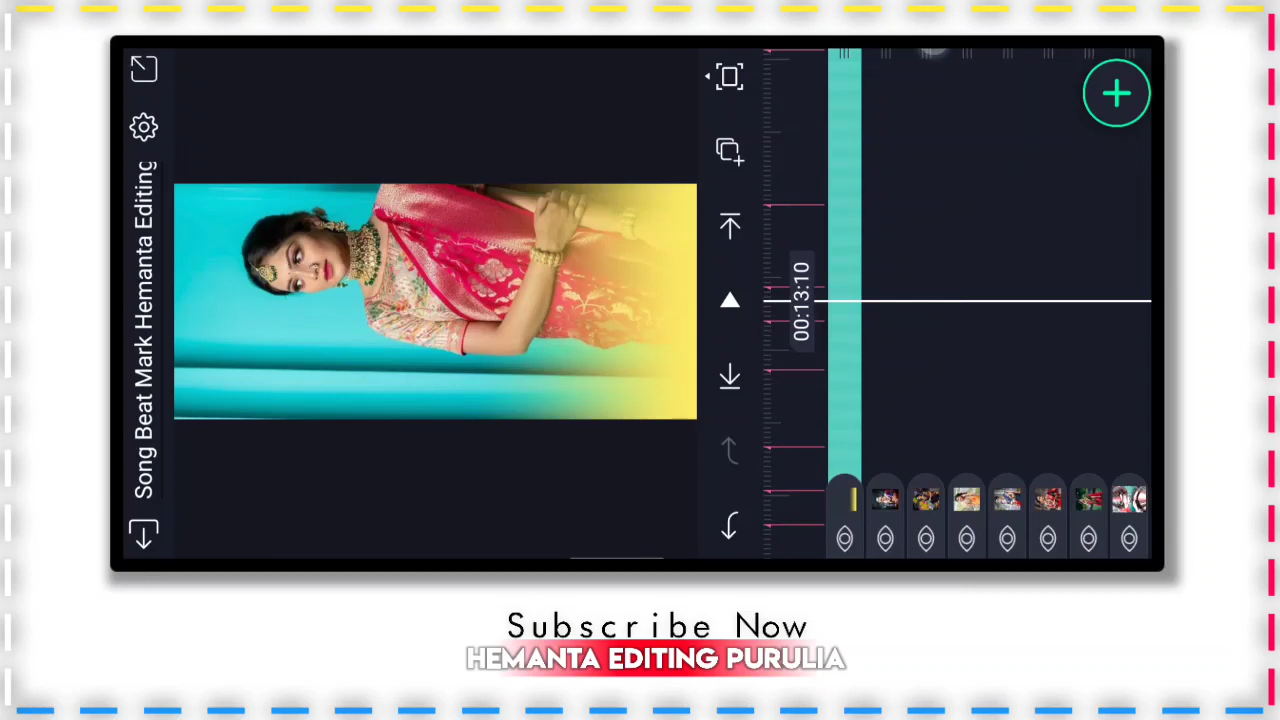 Song Beat Mark Hemanta Editing
00:13:10
Subscribe Now
HEMANTA EDITING PURULIA